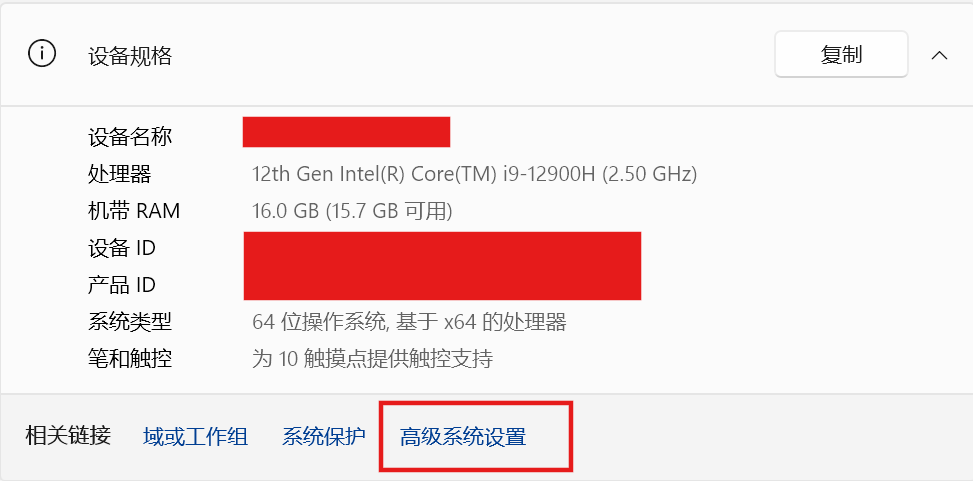 设备规格 复制
设备名称
处理器 12th Gen Intel(R) Core(TM) i9-12900H (2.50 GHz)
机带 RAM 16.0 GB (15.7 GB 可用)
设备 ID
产品 ID
系统类型 64 位操作系统, 基于 x64 的处理器
笔和触控 为 10 触摸点提供触控支持
相关链接 域或工作组 系统保护 高级系统设置